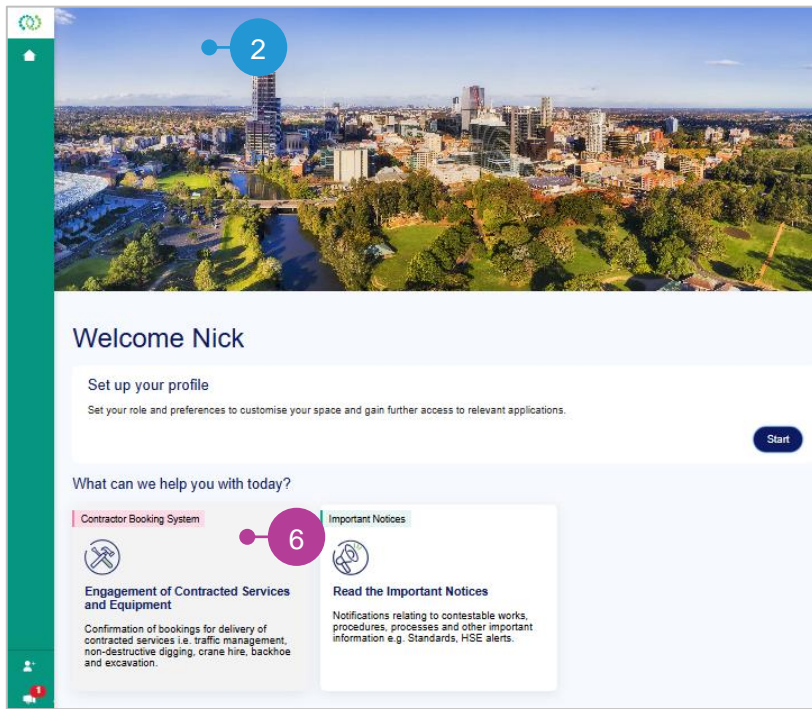 2
Welcome Nick
Set up your profile
Set your role and preferences to customise your space and gain further access to relevant applications.
Start
What can we help you with today?
Contractor Booking System
6
Engagement of Contracted Services
and Equipment
Confirmation of bookings for delivery of
contracted services i.e. traffic management,
non-destructive digging, crane hire, backhoe
and excavation.
Important Notices
Read the Important Notices
Notifications relating to contestable works,
procedures, processes and other important
information e.g. Standards, HSE alerts.
1